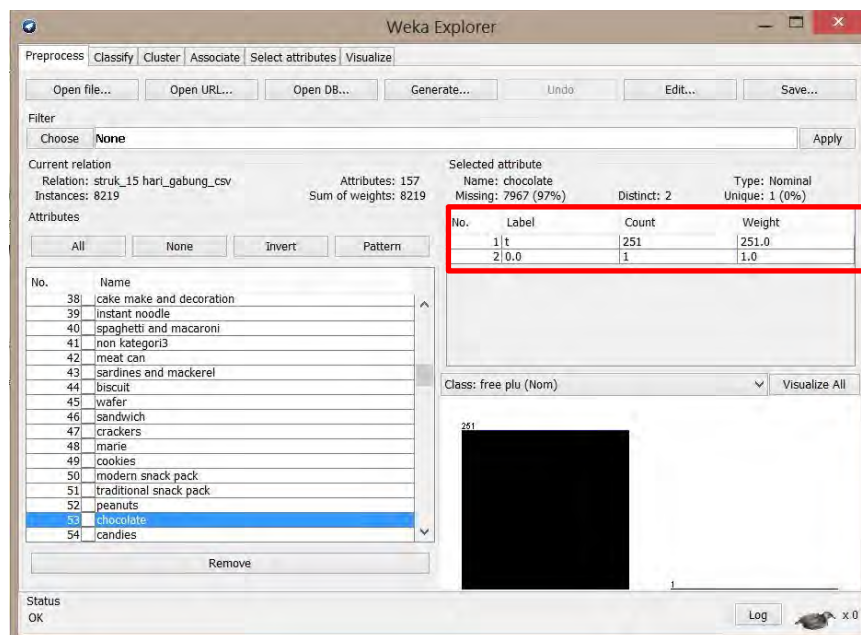 Weka Explorer
Preprocess Classify Cluster Associate Select attributes Visualize
Open file... Open URL... Open DB... Generate... Undo Edit... Save...
Filter
Choose None Apply
Current relation
Relation: struk_15 hari_gabung_csv Attributes: 157
Instances: 8219 Sum of weights: 8219
Attributes
All None Invert Pattern
No. Name
38 cake make and decoration
39 instant noodle
40 spaghetti and macaroni
41 non kategori3
42 meat can
43 sardines and mackerel
44 biscuit
45 wafer
46 sandwich
47 crackers
48 marie
49 cookies
50 modern snack pack
51 traditional snack pack
52 peanuts
53 chocolate
54 candies
Remove
Selected attribute
Name: chocolate Type: Nominal
Missing: 7967 (97%) Distinct: 2 Unique: 1 (0%)
No. Label Count Weight
1 t 251 251.0
2 0.0 1 1.0
Class: free plu (Nom) Visualize All
251
1
Status
OK Log x 0